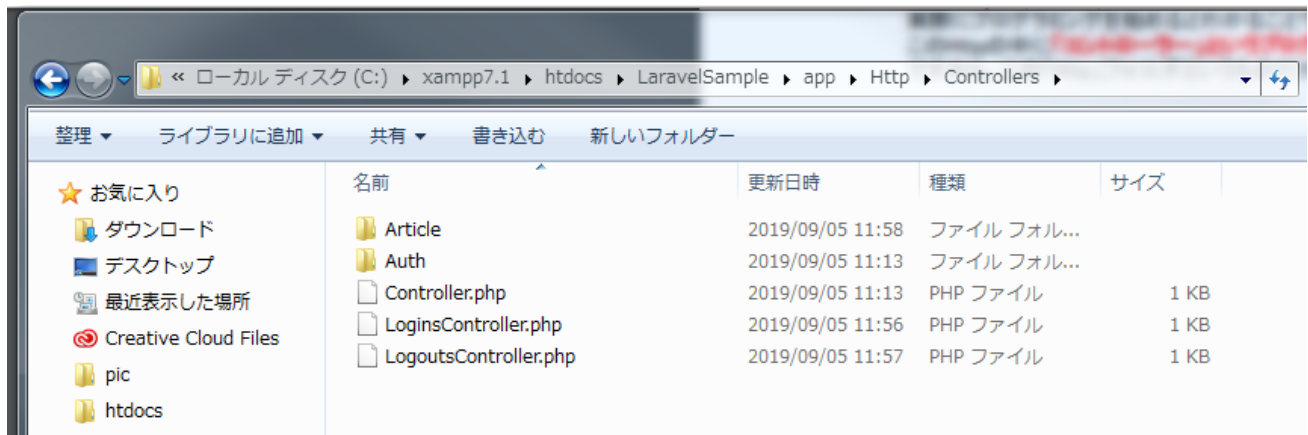 « ローカル ディスク (C:) ▸ xampp7.1 ▸ htdocs ▸ LaravelSample ▸ app ▸ Http ▸ Controllers ▸
整理 ▼ ライブラリに追加 ▼ 共有 ▼ 書き込む 新しいフォルダー
お気に入り
ダウンロード
デスクトップ
最近表示した場所
Creative Cloud Files
pic
htdocs
名前 更新日時 種類 サイズ
Article 2019/09/05 11:58 ファイル フォル...
Auth 2019/09/05 11:13 ファイル フォル...
Controller.php 2019/09/05 11:13 PHP ファイル 1 KB
LoginsController.php 2019/09/05 11:56 PHP ファイル 1 KB
LogoutsController.php 2019/09/05 11:57 PHP ファイル 1 KB